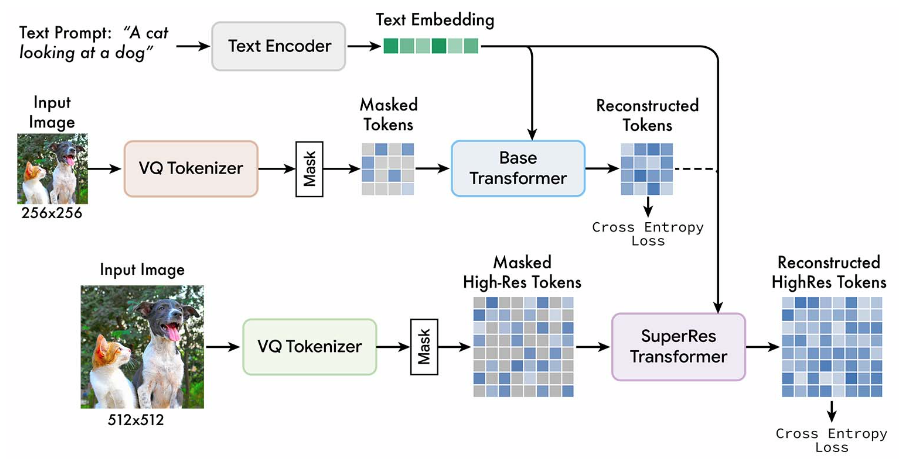 Text Prompt: “A cat
looking at a dog”
Text Encoder
Text Embedding
Input
Image
256x256
VQ Tokenizer
Mask
Masked
Tokens
Base
Transformer
Reconstructed
Tokens
Cross Entropy
Loss
Input Image
512x512
VQ Tokenizer
Mask
Masked
High-Res Tokens
SuperRes
Transformer
Reconstructed
HighRes Tokens
Cross Entropy
Loss